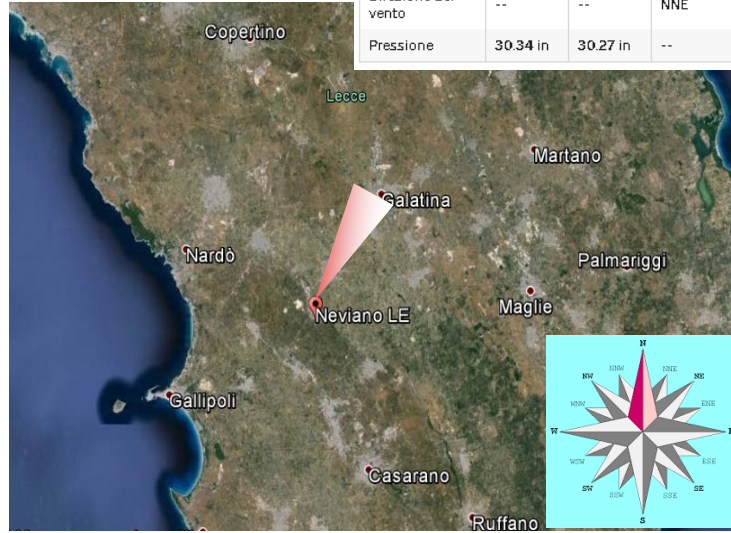 vento -- -- NNE
Pressione 30.34 in 30.27 in --
Copertino
Lecce
Martano
Galatina
Nardò
Palmariggi
Neviano LE
Maglie
Gallipoli
Casarano
Ruffano
N
NNW NNE
NW NE
WNW ENE
W
WSW ESE
SW SE
SSW SSE
S